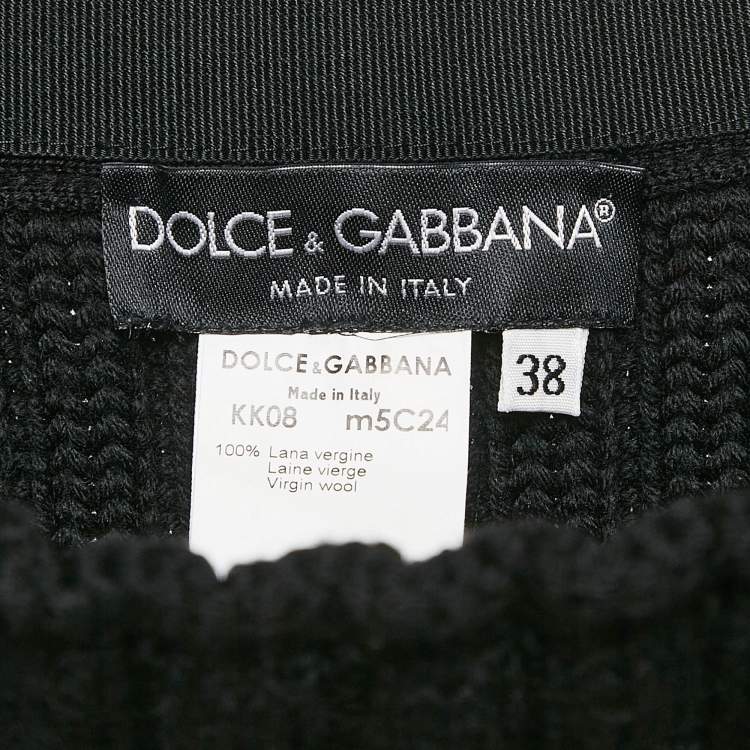 DOLCE & GABBANA®
MADE IN ITALY
38
DOLCE & GABBANA
Made in Italy
KK08 m5C24
100% Lana vergine
Laine vierge
Virgin wool